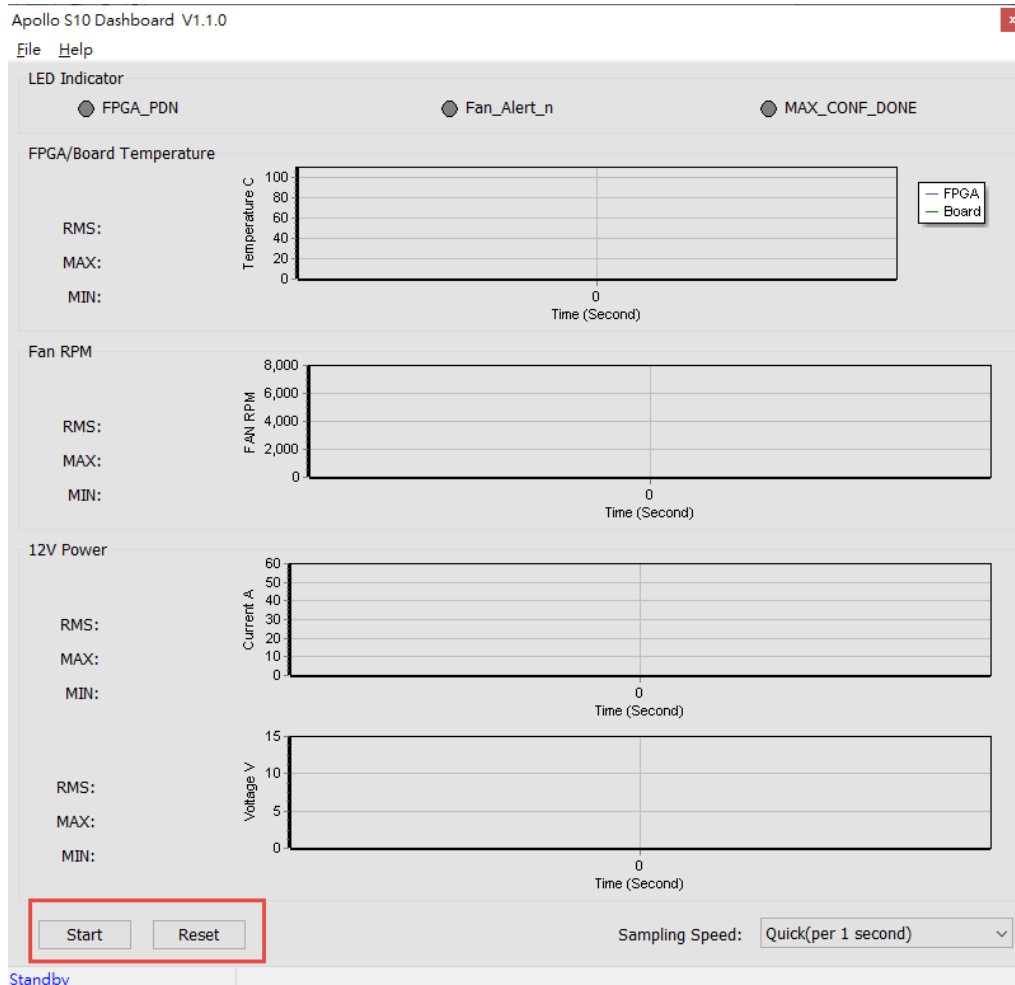 Apollo S10 Dashboard V1.1.0
x
File Help
LED Indicator
FPGA_PDN Fan_Alert_n MAX_CONF_DONE
FPGA/Board Temperature
RMS:
MAX:
MIN:
Temperature C
100
80
60
40
20
0
0
Time (Second)
FPGA
Board
Fan RPM
RMS:
MAX:
MIN:
FAN RPM
8,000
6,000
4,000
2,000
0
0
Time (Second)
12V Power
RMS:
MAX:
MIN:
Current A
60
50
40
30
20
10
0
0
Time (Second)
RMS:
MAX:
MIN:
Voltage V
15
10
5
0
0
Time (Second)
Start Reset Sampling Speed: Quick(per 1 second)
Standby